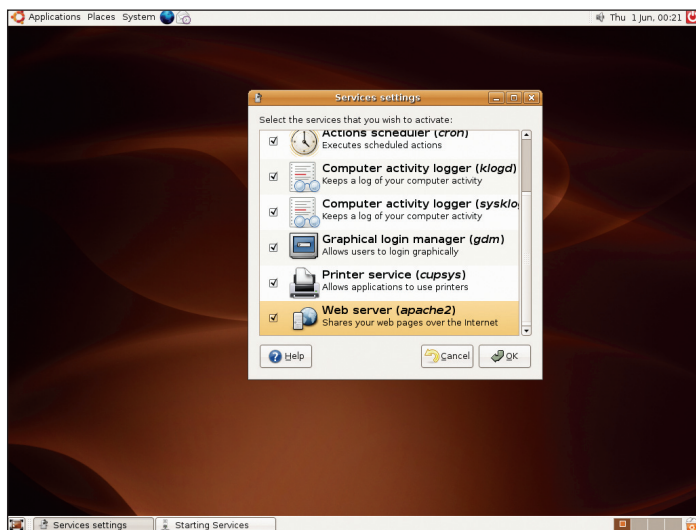 Applications Places System
Thu 1 Jun, 00:21
Services settings
Select the services that you wish to activate:
Actions scheduler (cron)
Executes scheduled actions
Computer activity logger (klogd)
Keeps a log of your computer activity
Computer activity logger (sysklo
Keeps a log of your computer activity
Graphical login manager (gdm)
Allows users to login graphically
Printer service (cupsys)
Allows applications to use printers
Web server (apache2)
Shares your web pages over the Internet
Help
Cancel
OK
Services settings
Starting Services